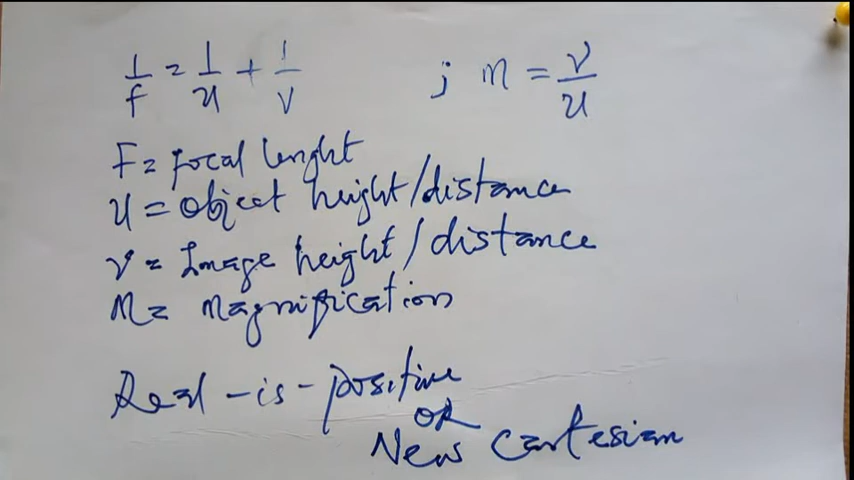 1/f = 1/u + 1/v ; m = v/u
F = focal lenght
u = object height/distance
v = Image height/distance
M = magnification
Real-is-positive
OR
New Cartesian